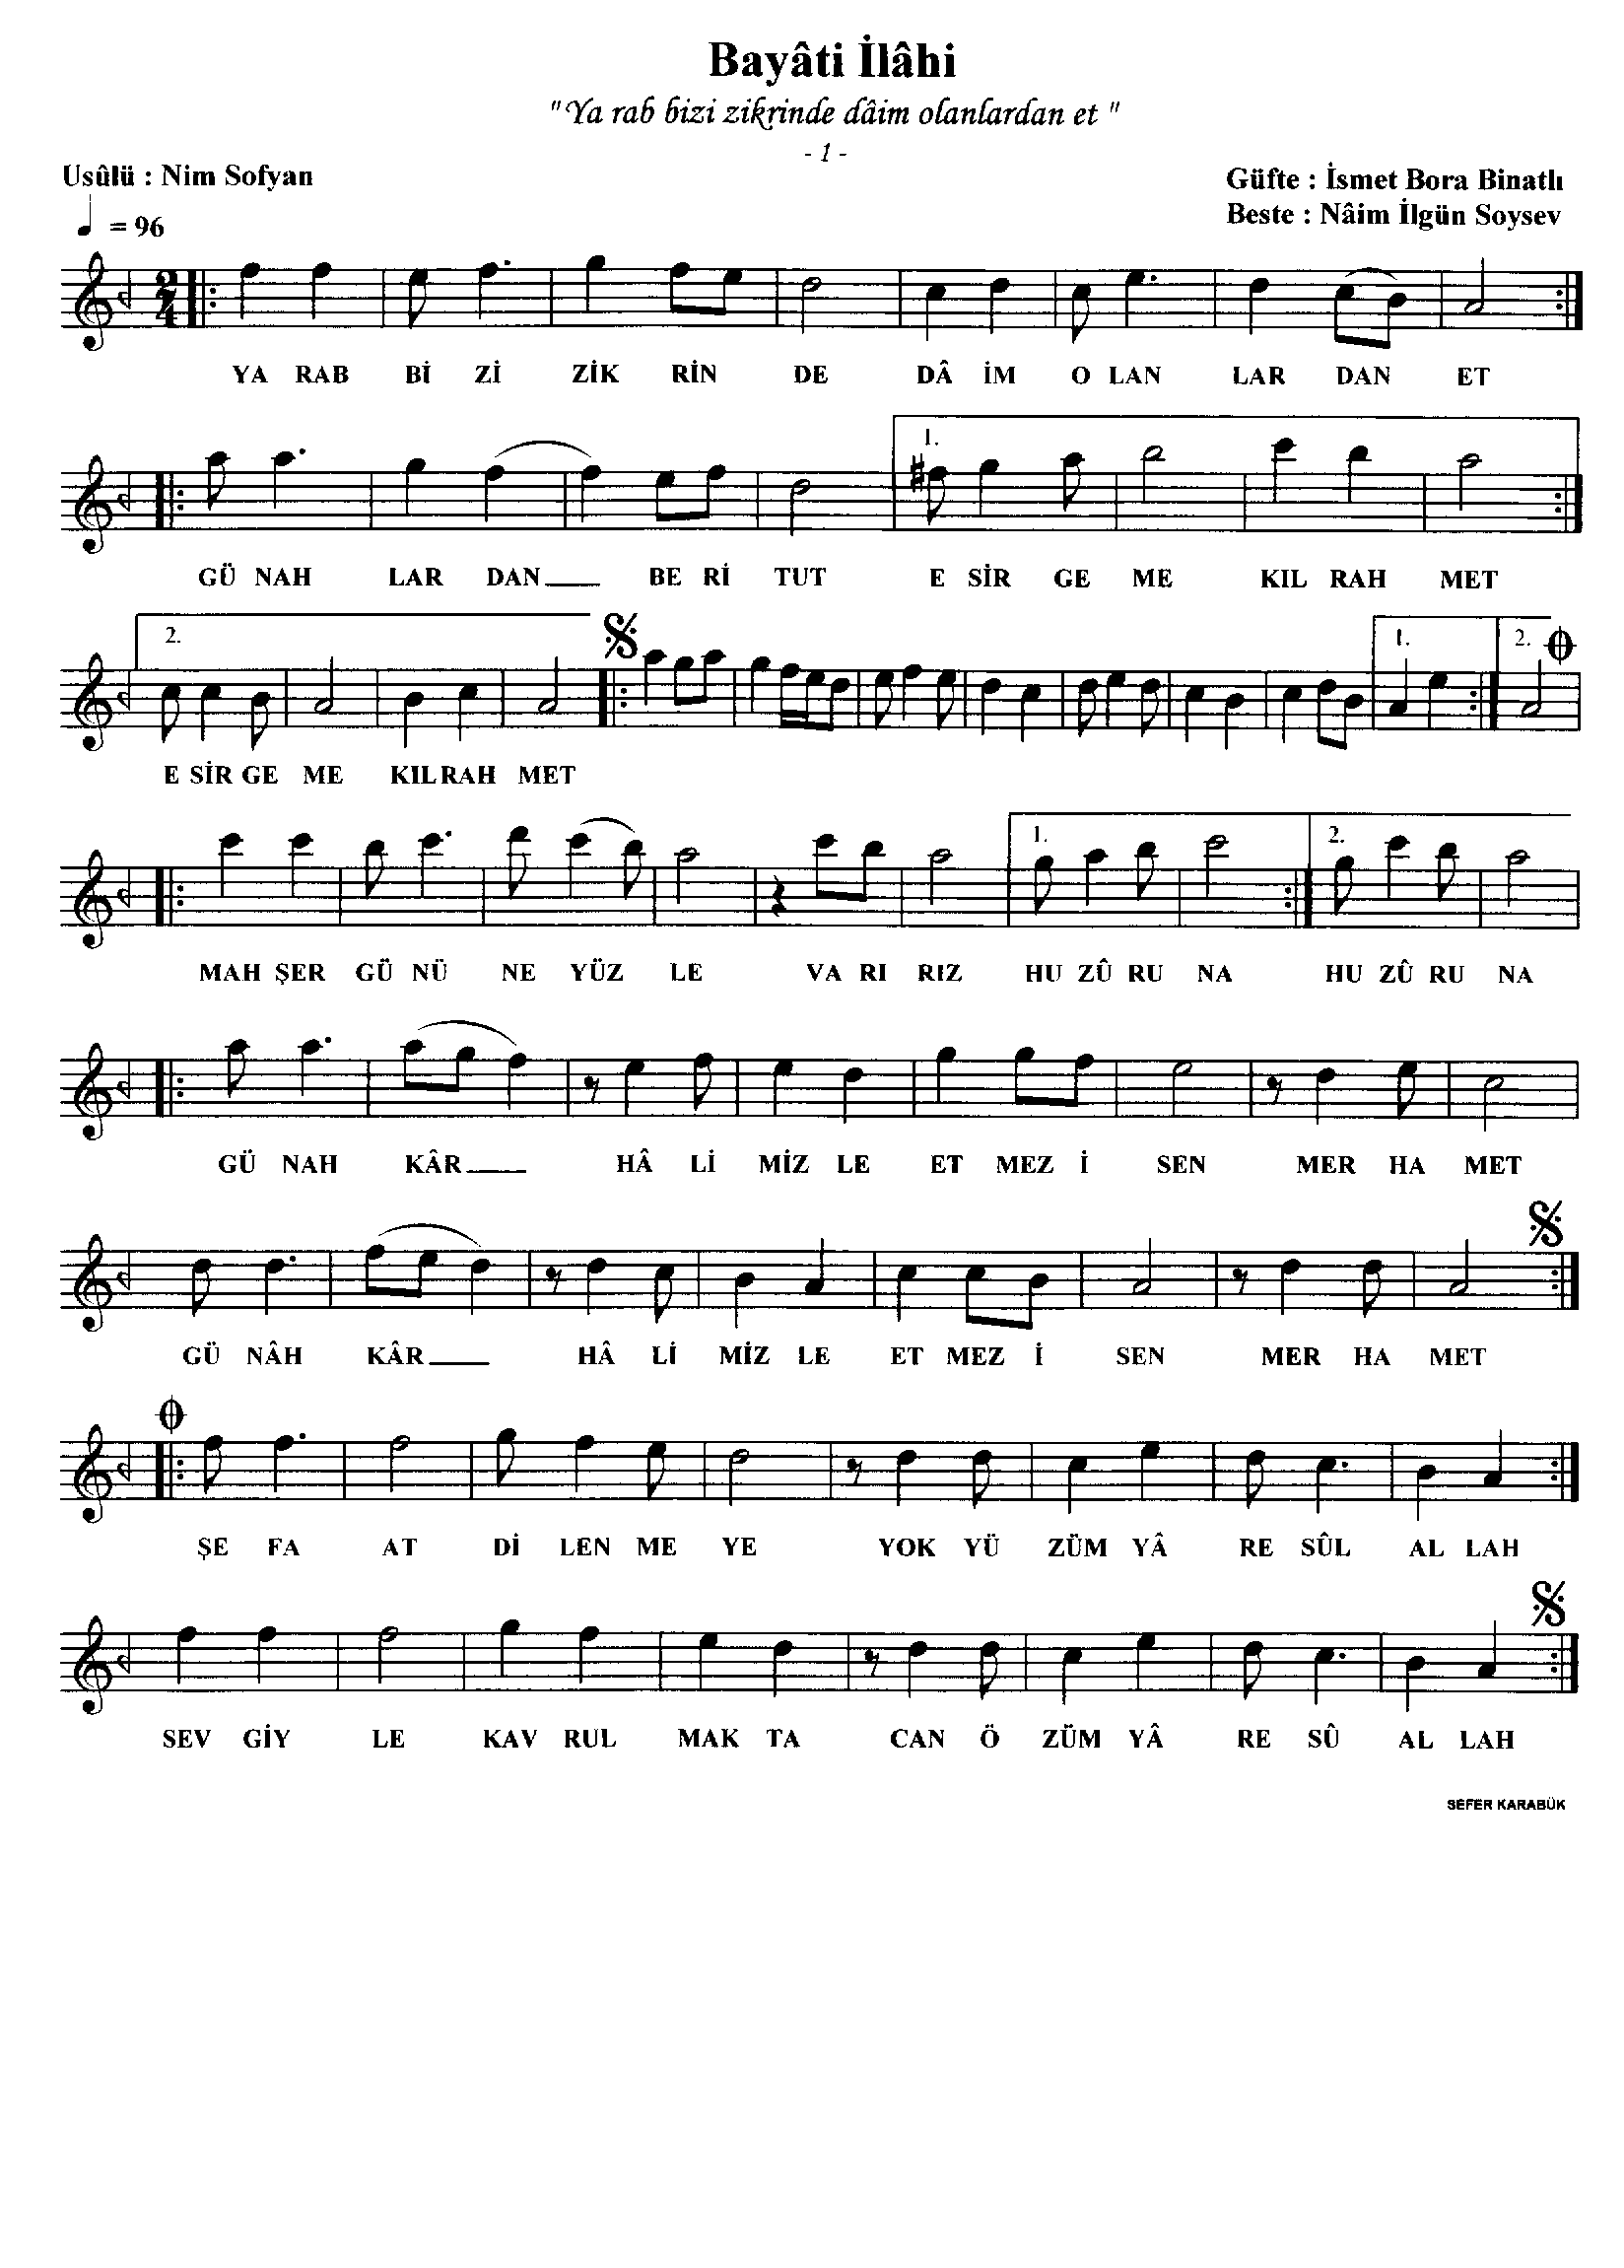 Bayâti İlâhi
"Ya rab bizi zikrinde dâim olanlardan et "
- 1 -
Usûlü : Nim Sofyan
Güfte : İsmet Bora Binatlı
= 96
Beste : Nâim İlgün Soysev
2
4
YA RAB Bİ Zİ ZİK RİN DE DÂ İM O LAN LAR DAN ET
1.
GÜ NAH LAR DAN BE Rİ TUT E SİR GE ME KIL RAH MET
2. 1. 2.
E SİR GE ME KIL RAH MET
1. 2.
MAH ŞER GÜ NÜ NE YÜZ LE VA RI RIZ HU ZÛ RU NA HU ZÛ RU NA
GÜ NAH KÂR HÂ Lİ MİZ LE ET MEZ İ SEN MER HA MET
GÜ NÂH KÂR HÂ Lİ MİZ LE ET MEZ İ SEN MER HA MET
ŞE FA AT Dİ LEN ME YE YOK YÜ ZÜM YÂ RE SÛL AL LAH
SEV GİY LE KAV RUL MAK TA CAN Ö ZÜM YÂ RE SÛ AL LAH
SEFER KARABÜK